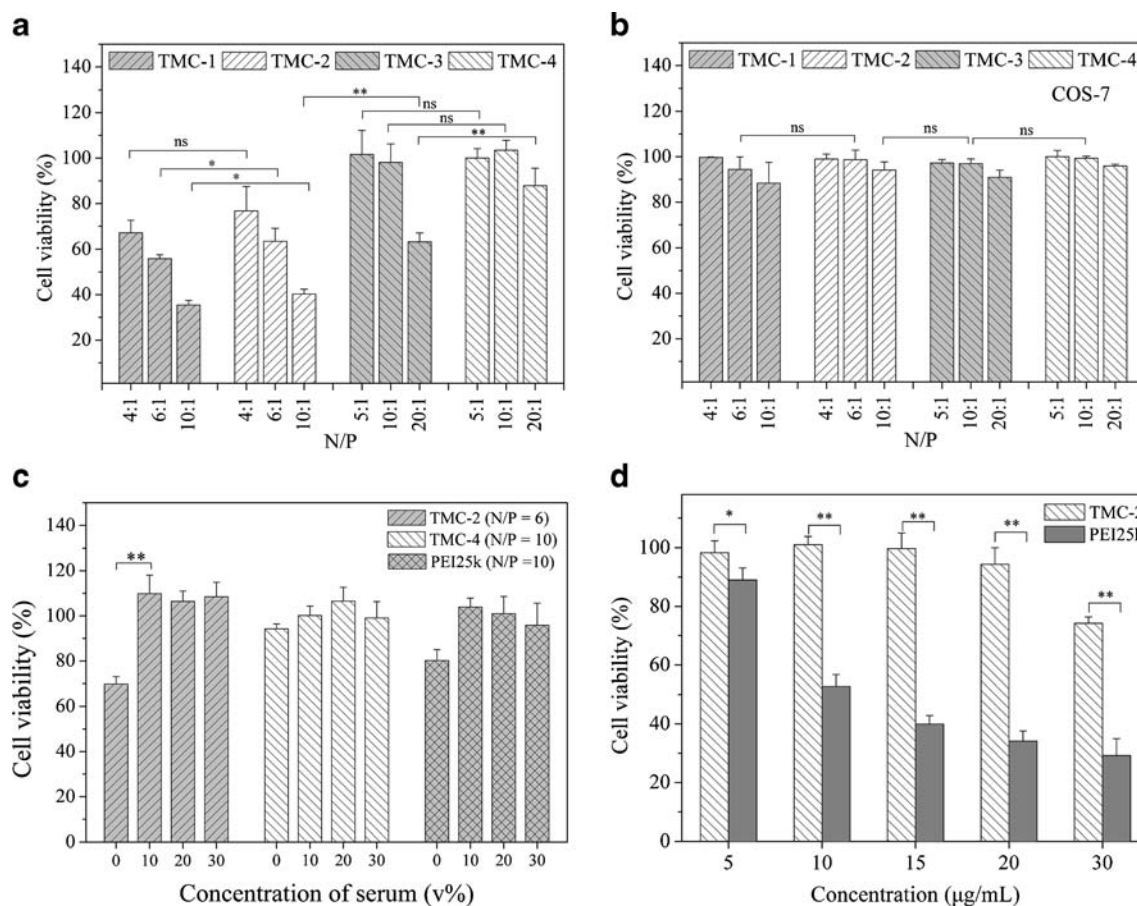 a
TMC-1 TMC-2 TMC-3 TMC-4
140
120
100
80
60
40
20
Cell viability (%)
**
ns
ns
ns
**
*
*
4:1 6:1 10:1 4:1 6:1 10:1 5:1 10:1 20:1 5:1 10:1 20:1
N/P
b
TMC-1 TMC-2 TMC-3 TMC-4
COS-7
140
120
100
80
60
40
20
Cell viability (%)
ns ns ns
4:1 6:1 10:1 4:1 6:1 10:1 5:1 10:1 20:1 5:1 10:1 20:1
N/P
c
TMC-2 (N/P = 6)
TMC-4 (N/P = 10)
PEI25k (N/P =10)
140
120
100
80
60
40
20
0
Cell viability (%)
**
0 10 20 30 0 10 20 30 0 10 20 30
Concentration of serum (v%)
d
TMC-2
PEI25k
100
80
60
40
20
0
Cell viability (%)
* ** ** ** **
5 10 15 20 30
Concentration (μg/mL)